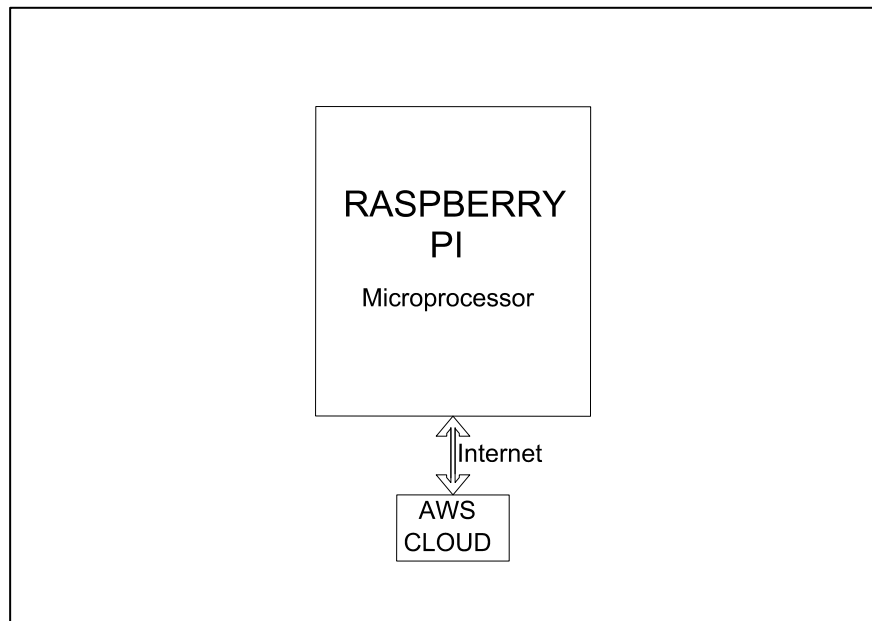 RASPBERRY
PI
Microprocessor
Internet
AWS
CLOUD